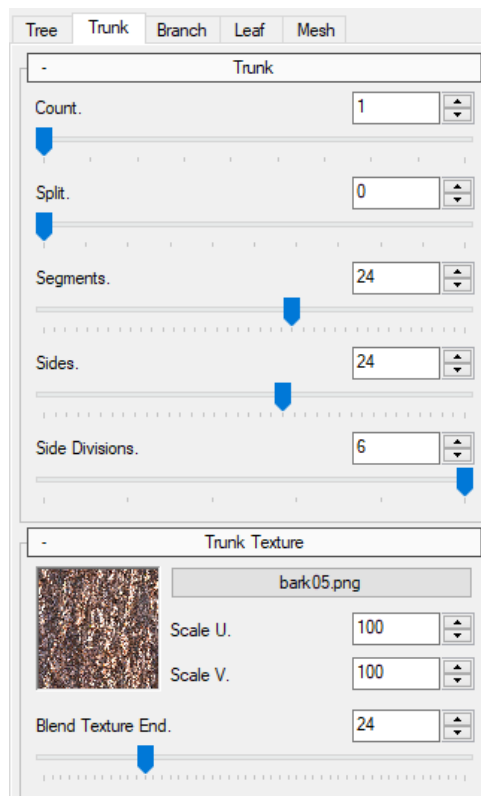 Tree Trunk Branch Leaf Mesh
- Trunk
Count. 1
Split. 0
Segments. 24
Sides. 24
Side Divisions. 6
- Trunk Texture
bark05.png
Scale U. 100
Scale V. 100
Blend Texture End. 24